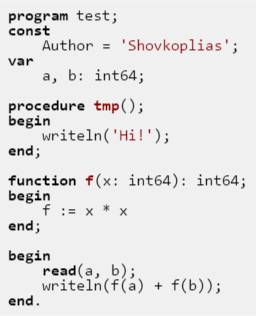 program test;
const
    Author = 'Shovkoplias';
var
    a, b: int64;

procedure tmp();
begin
    writeln('Hi!');
end;

function f(x: int64): int64;
begin
    f := x * x
end;

begin
    read(a, b);
    writeln(f(a) + f(b));
end.